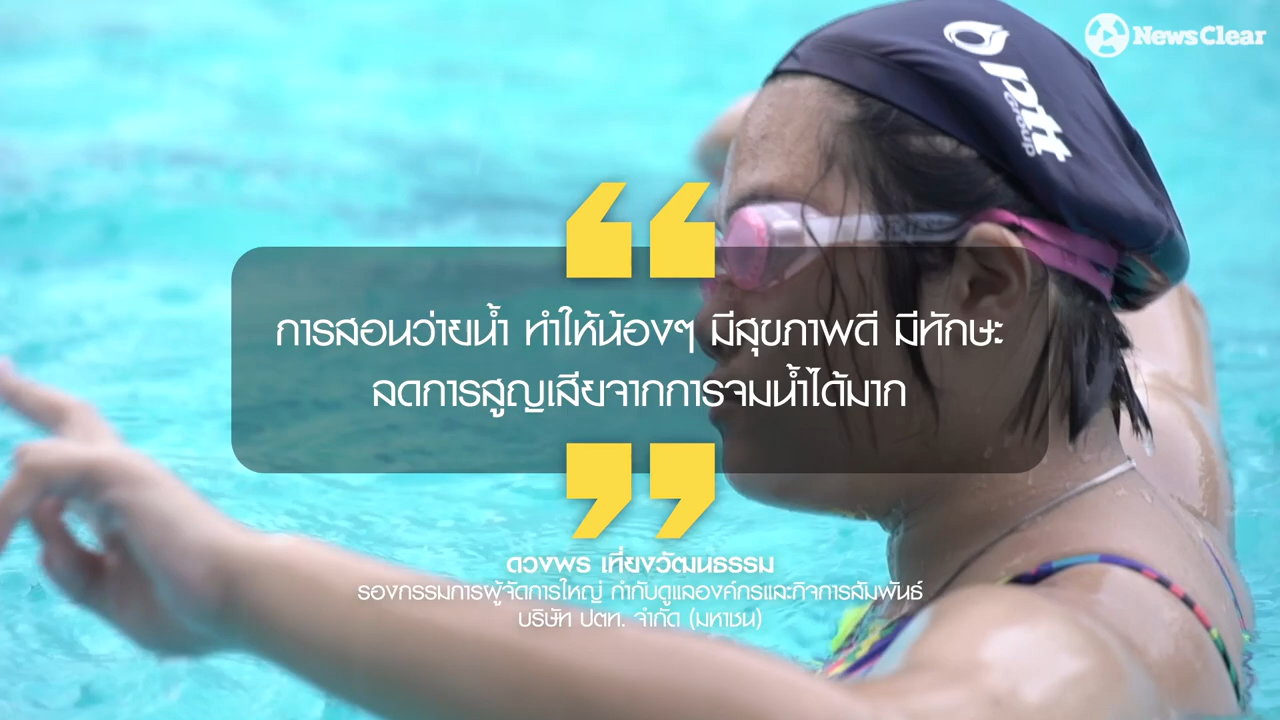 News Clear
ptt
Group
การสอนว่ายน้ำ ทำให้น้องๆ มีสุขภาพดี มีทักษะ
ลดการสูญเสียจากการจมน้ำได้มาก
ดวงพร เที่ยงวัฒนธรรม
รองกรรมการผู้จัดการใหญ่ กำกับดูแลองค์กรและกิจการสัมพันธ์
บริษัท ปตท. จำกัด (มหาชน)